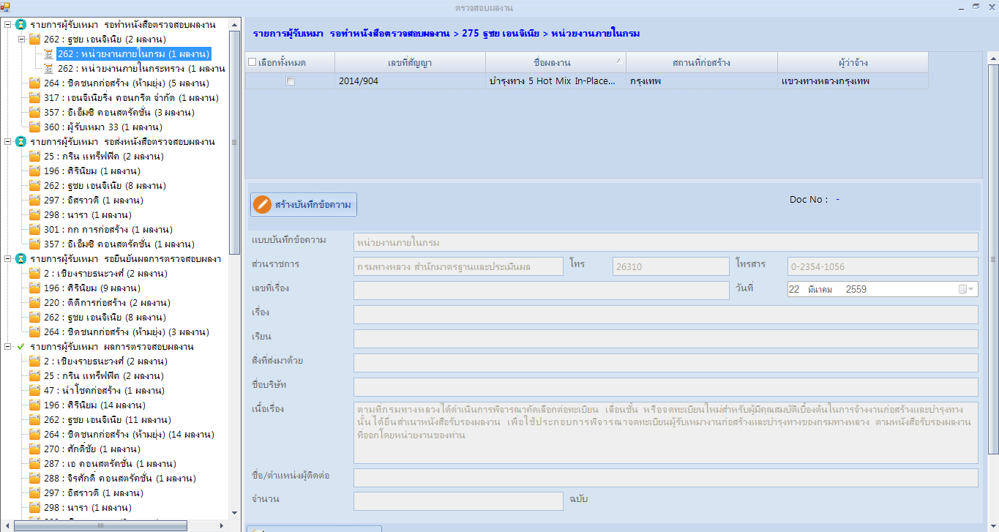 ตรวจสอบผลงาน
รายการผู้รับเหมา รอทำหนังสือตรวจสอบผลงาน
262 : ฐชย เอนจิเนีย (2 ผลงาน)
262 : หน่วยงานภายในกรม (1 ผลงาน)
262 : หน่วยงานภายในกระทรวง (1 ผลงาน
264 : ชิดชนกก่อสร้าง (ห้ามยุ่ง) (5 ผลงาน)
317 : เอนจิเนียริ่ง คอนกรีต จำกัด (1 ผลงาน)
357 : อีเอ็มซี คอนสตรัคชั่น (3 ผลงาน)
360 : ผู้รับเหมา 33 (1 ผลงาน)
รายการผู้รับเหมา รอส่งหนังสือตรวจสอบผลงาน
25 : กรีน แทร็ฟฟิค (2 ผลงาน)
196 : ศิรินิยม (1 ผลงาน)
262 : ฐชย เอนจิเนีย (8 ผลงาน)
297 : อิสราวดี (1 ผลงาน)
298 : นารา (1 ผลงาน)
301 : กก การก่อสร้าง (1 ผลงาน)
357 : อีเอ็มซี คอนสตรัคชั่น (1 ผลงาน)
รายการผู้รับเหมา รอยืนยันผลการตรวจสอบผลงา
2 : เชียงรายธนะวงศ์ (2 ผลงาน)
196 : ศิรินิยม (9 ผลงาน)
220 : ดีดีการก่อสร้าง (2 ผลงาน)
262 : ฐชย เอนจิเนีย (8 ผลงาน)
264 : ชิดชนกก่อสร้าง (ห้ามยุ่ง) (3 ผลงาน)
รายการผู้รับเหมา ผลการตรวจสอบผลงาน
2 : เชียงรายธนะวงศ์ (2 ผลงาน)
25 : กรีน แทร็ฟฟิค (2 ผลงาน)
47 : นำโชคก่อสร้าง (1 ผลงาน)
196 : ศิรินิยม (14 ผลงาน)
262 : ฐชย เอนจิเนีย (11 ผลงาน)
264 : ชิดชนกก่อสร้าง (ห้ามยุ่ง) (14 ผลงาน)
270 : ศักดิ์ชัย (1 ผลงาน)
287 : เอ คอนสตรัคชั่น (1 ผลงาน)
288 : จิรศักดิ์ คอนสตรัคชั่น (1 ผลงาน)
297 : อิสราวดี (1 ผลงาน)
298 : นารา (1 ผลงาน)
รายการผู้รับเหมา รอทำหนังสือตรวจสอบผลงาน > 275 ฐชย เอนจิเนีย > หน่วยงานภายในกรม
เลือกทั้งหมด เลขที่สัญญา ชื่อผลงาน สถานที่ก่อสร้าง ผู้ว่าจ้าง
2014/904 บำรุงทาง 5 Hot Mix In-Place... กรุงเทพ แขวงทางหลวงกรุงเทพ
สร้างบันทึกข้อความ Doc No : -
แบบบันทึกข้อความ หน่วยงานภายในกรม
ส่วนราชการ กรมทางหลวง สำนักมาตรฐานและประเมินผล โทร 26310 โทรสาร 0-2354-1056
เลขที่เรื่อง วันที่ 22 มีนาคม 2559
เรื่อง
เรียน
สิ่งที่ส่งมาด้วย
ชื่อบริษัท
เนื้อเรื่อง ตามที่กรมทางหลวงได้ดำเนินการพิจารณาคัดเลือกต่อทะเบียน เลื่อนชั้น หรือจดทะเบียนใหม่สำหรับผู้มีคุณสมบัติเบื้องต้นในการจ้างงานก่อสร้างและบำรุงทาง
นั้น ได้ยื่นสำเนาหนังสือรับรองผลงาน เพื่อใช้ประกอบการพิจารณาจดทะเบียนผู้รับเหมางานก่อสร้างและบำรุงทางของกรมทางหลวง ตามหนังสือรับรองผลงาน
ที่ออกโดยหน่วยงานของท่าน
ชื่อ/ตำแหน่งผู้ติดต่อ
จำนวน ฉบับ